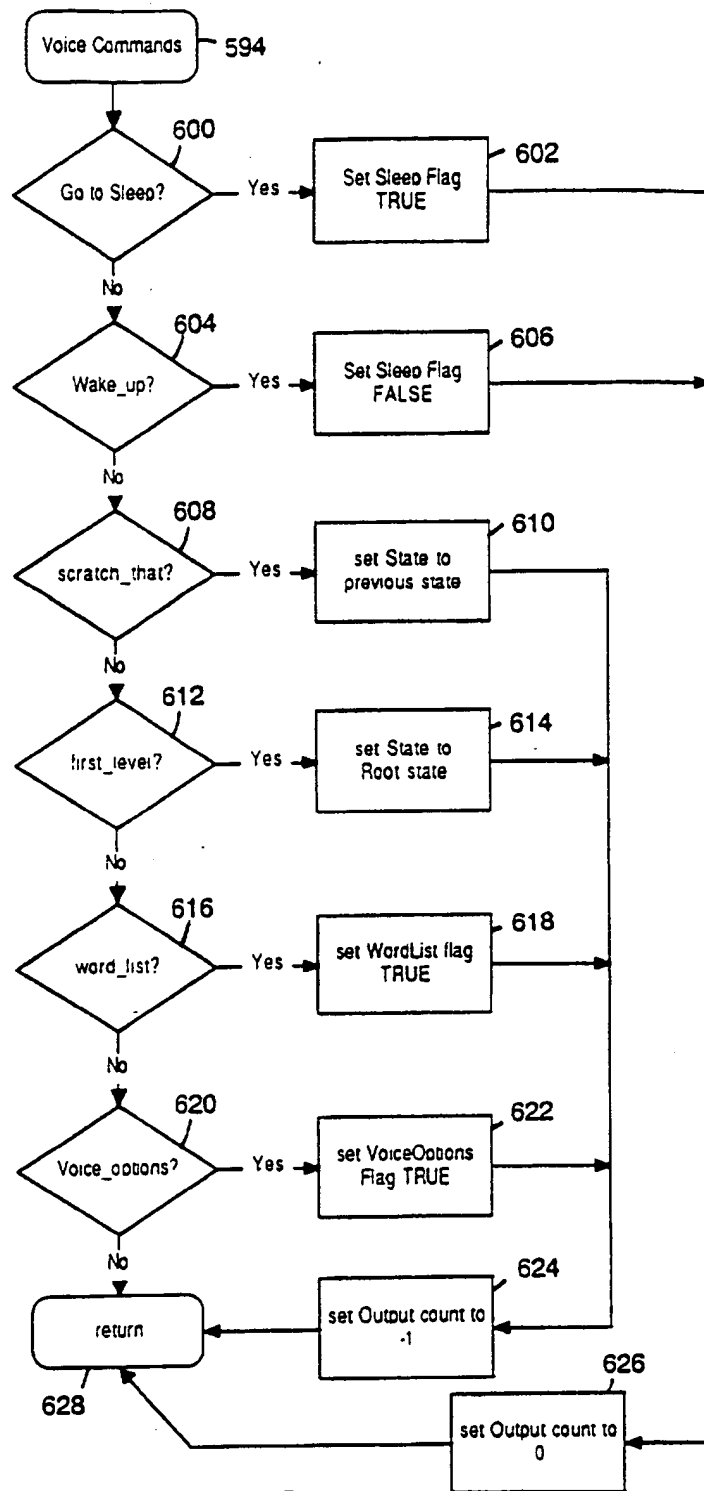 Voice Commands
594
600
Go to Sleep?
Yes
Set Sleep Flag
TRUE
602
No
604
Wake_up?
Yes
Set Sleep Flag
FALSE
606
No
608
scratch_that?
Yes
set State to
previous state
610
No
612
first_level?
Yes
set State to
Root state
614
No
616
word_list?
Yes
set WordList flag
TRUE
618
No
620
Voice_options?
Yes
set VoiceOptions
Flag TRUE
622
No
624
return
set Output count to
-1
628
626
set Output count to
0